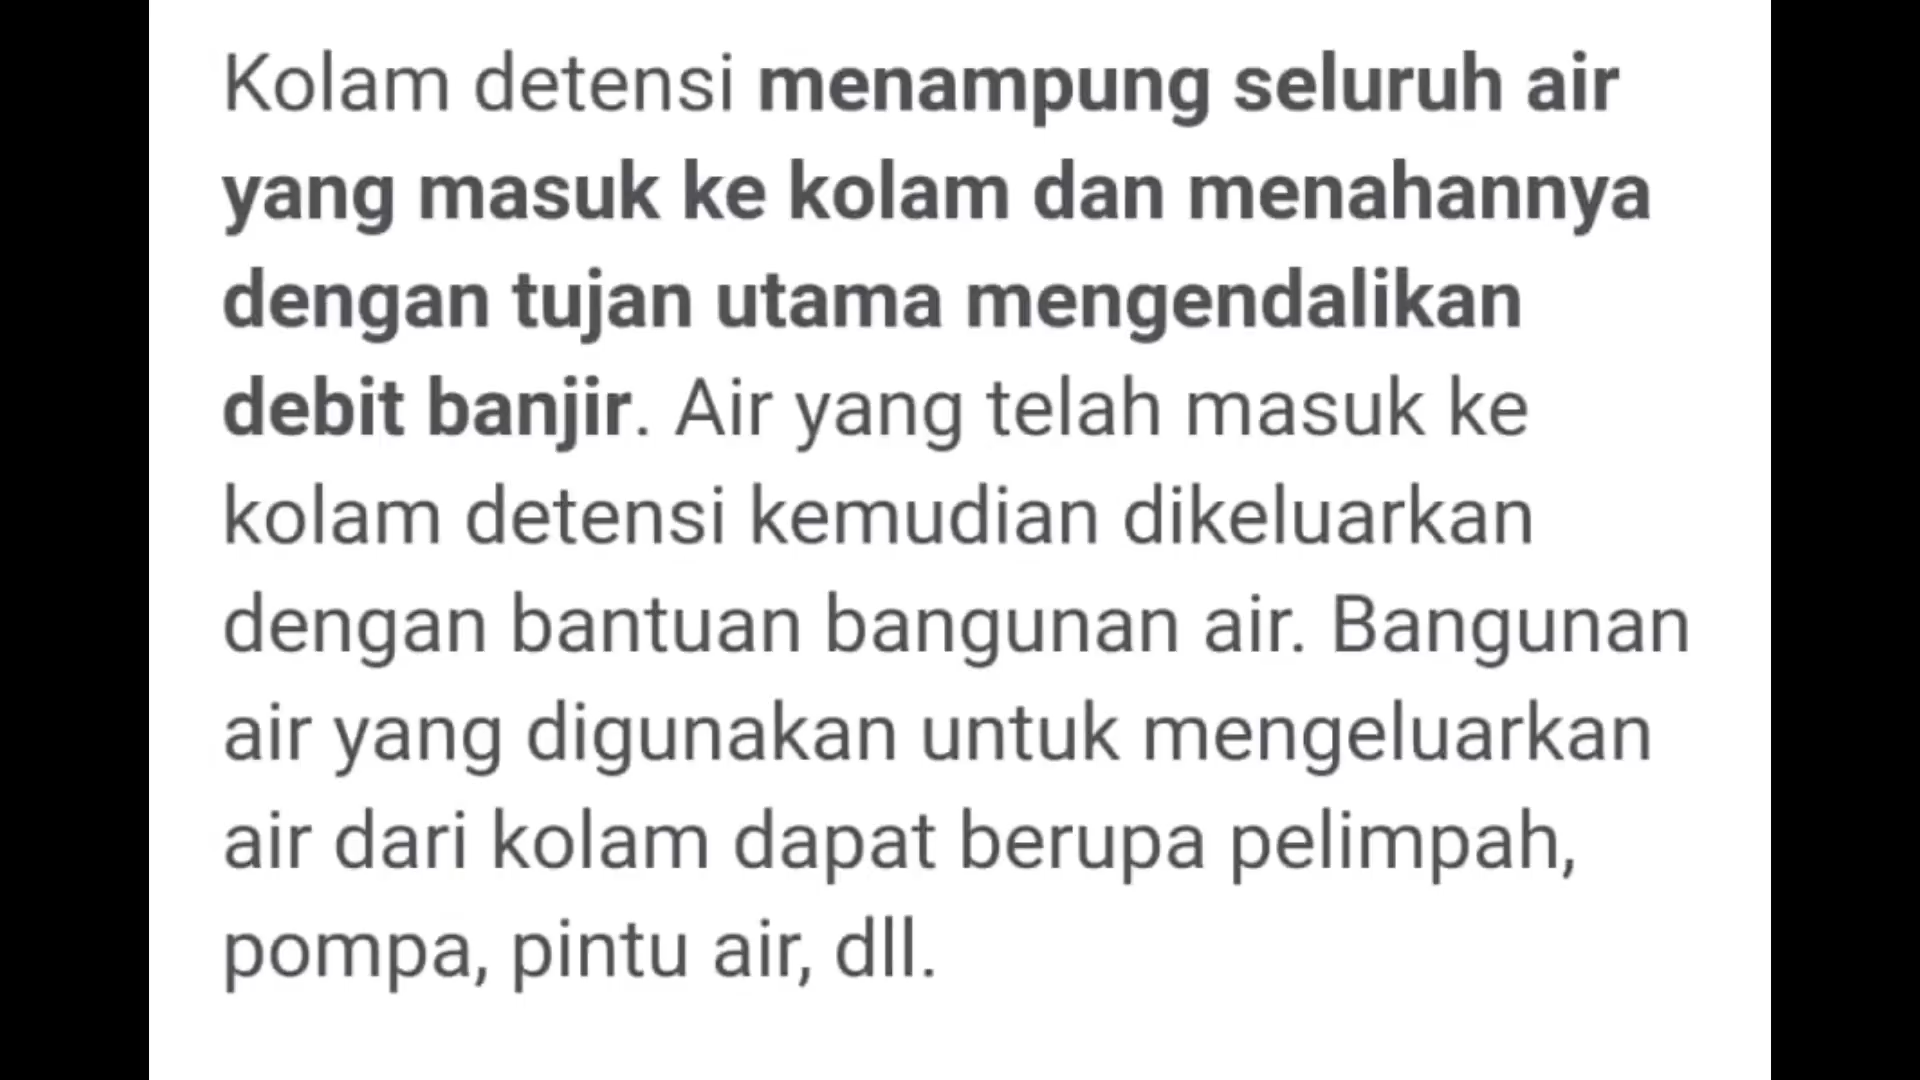 Kolam detensi menampung seluruh air
yang masuk ke kolam dan menahannya
dengan tujan utama mengendalikan
debit banjir. Air yang telah masuk ke
kolam detensi kemudian dikeluarkan
dengan bantuan bangunan air. Bangunan
air yang digunakan untuk mengeluarkan
air dari kolam dapat berupa pelimpah,
pompa, pintu air, dll.